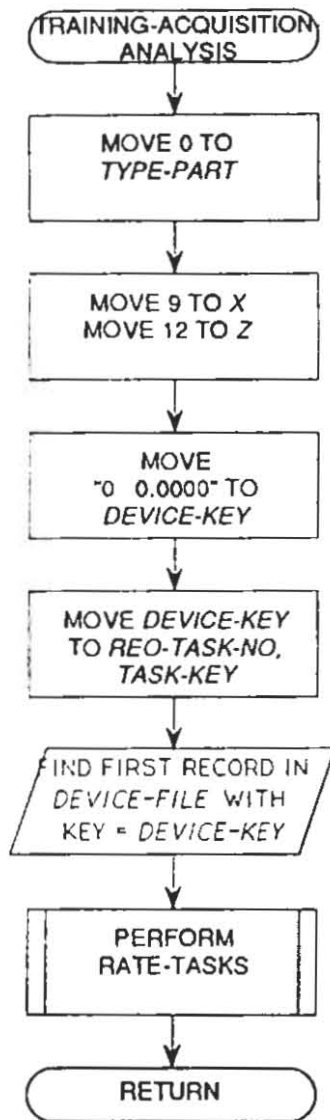 TRAINING-ACQUISITION
ANALYSIS
MOVE 0 TO
TYPE-PART
MOVE 9 TO X
MOVE 12 TO Z
MOVE
"0 0.0000" TO
DEVICE-KEY
MOVE DEVICE-KEY
TO REO-TASK-NO,
TASK-KEY
FIND FIRST RECORD IN
DEVICE-FILE WITH
KEY = DEVICE-KEY
PERFORM
RATE-TASKS
RETURN